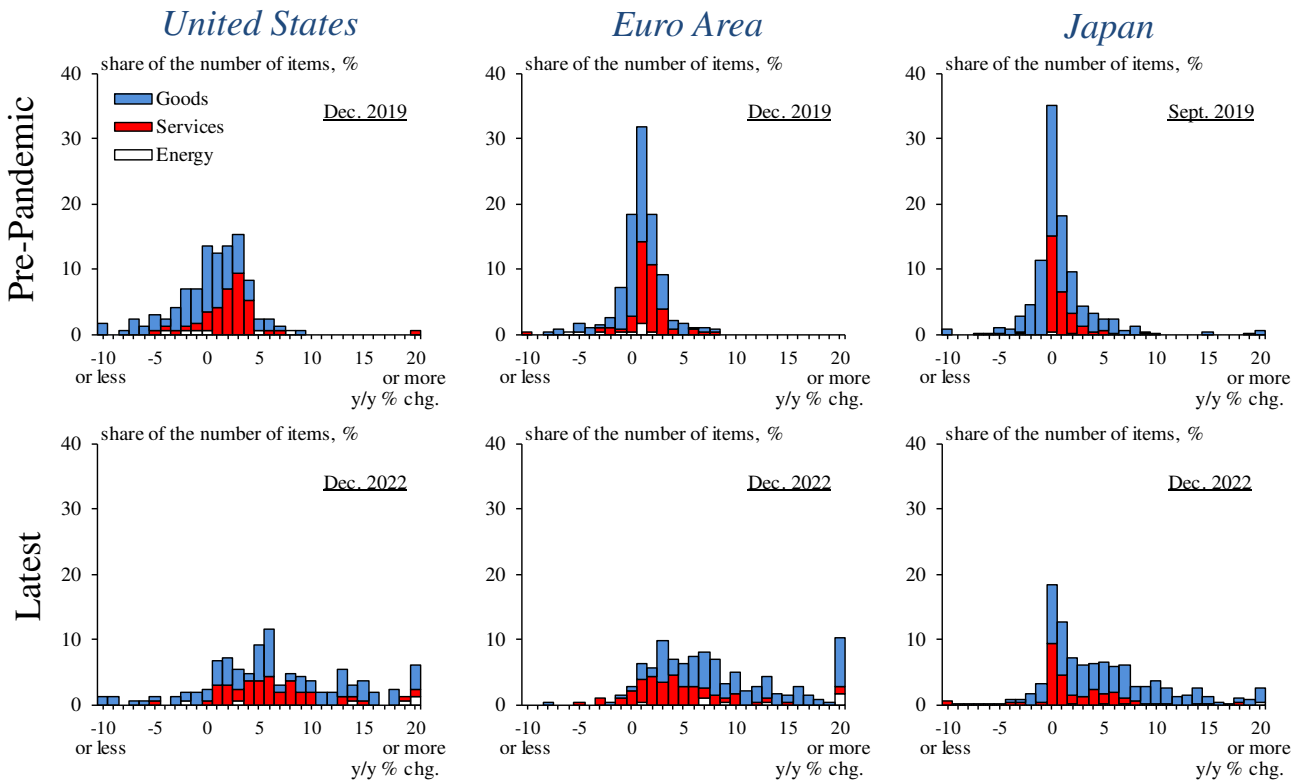 United States
Euro Area
Japan
Pre-Pandemic
share of the number of items, %
40
30
20
10
0
Goods
Services
Energy
Dec. 2019
-10 -5 0 5 10 15 20
or less or more
y/y % chg.
share of the number of items, %
40
30
20
10
0
Dec. 2019
-10 -5 0 5 10 15 20
or less or more
y/y % chg.
share of the number of items, %
40
30
20
10
0
Sept. 2019
-10 -5 0 5 10 15 20
or less or more
y/y % chg.
Latest
share of the number of items, %
40
30
20
10
0
Dec. 2022
-10 -5 0 5 10 15 20
or less or more
y/y % chg.
share of the number of items, %
40
30
20
10
0
Dec. 2022
-10 -5 0 5 10 15 20
or less or more
y/y % chg.
share of the number of items, %
40
30
20
10
0
Dec. 2022
-10 -5 0 5 10 15 20
or less or more
y/y % chg.